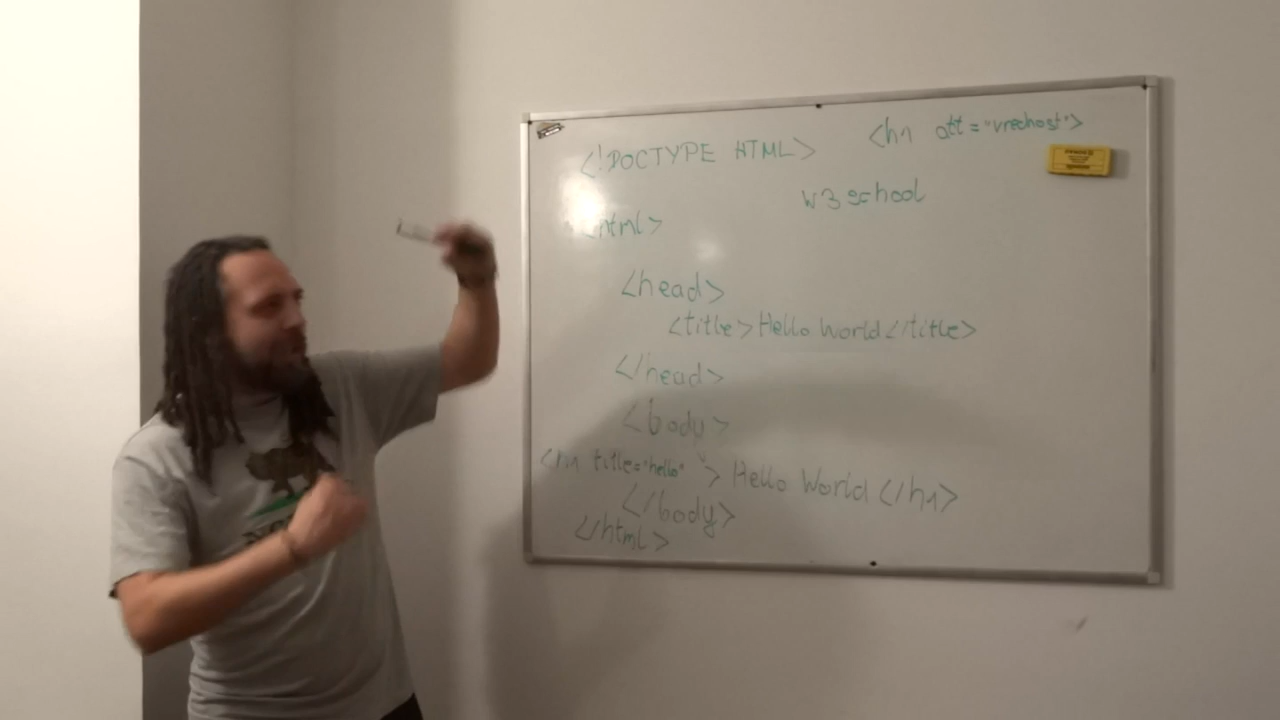 <!DOCTYPE HTML>
<h1 att="vrednost">
w3school
<html>
<head>
<title>Hello World</title>
</head>
<body>
<h1 title="hello" > Hello World </h1>
</body>
</html>